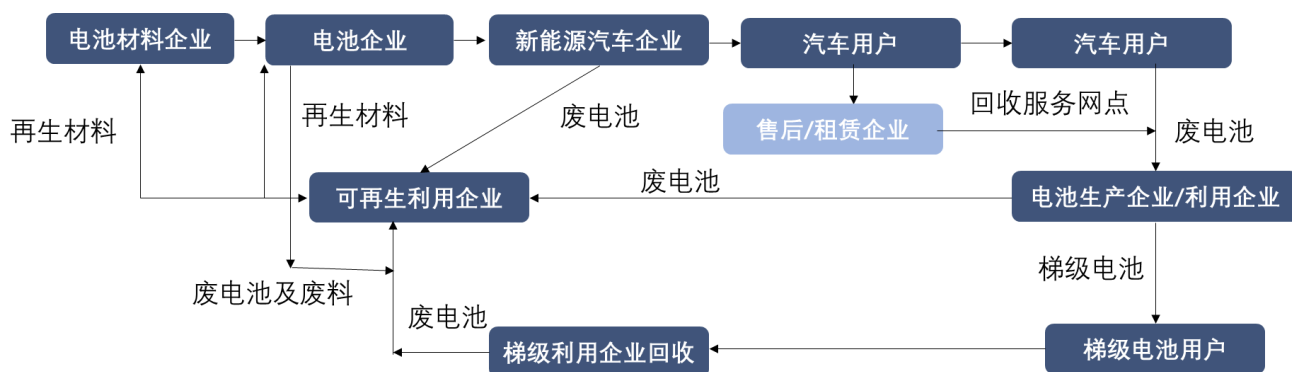 电池材料企业
电池企业
新能源汽车企业
汽车用户
汽车用户
再生材料
再生材料
废电池
售后/租赁企业
回收服务网点
废电池
可再生利用企业
废电池
电池生产企业/利用企业
废电池及废料
废电池
梯级电池
梯级利用企业回收
梯级电池用户